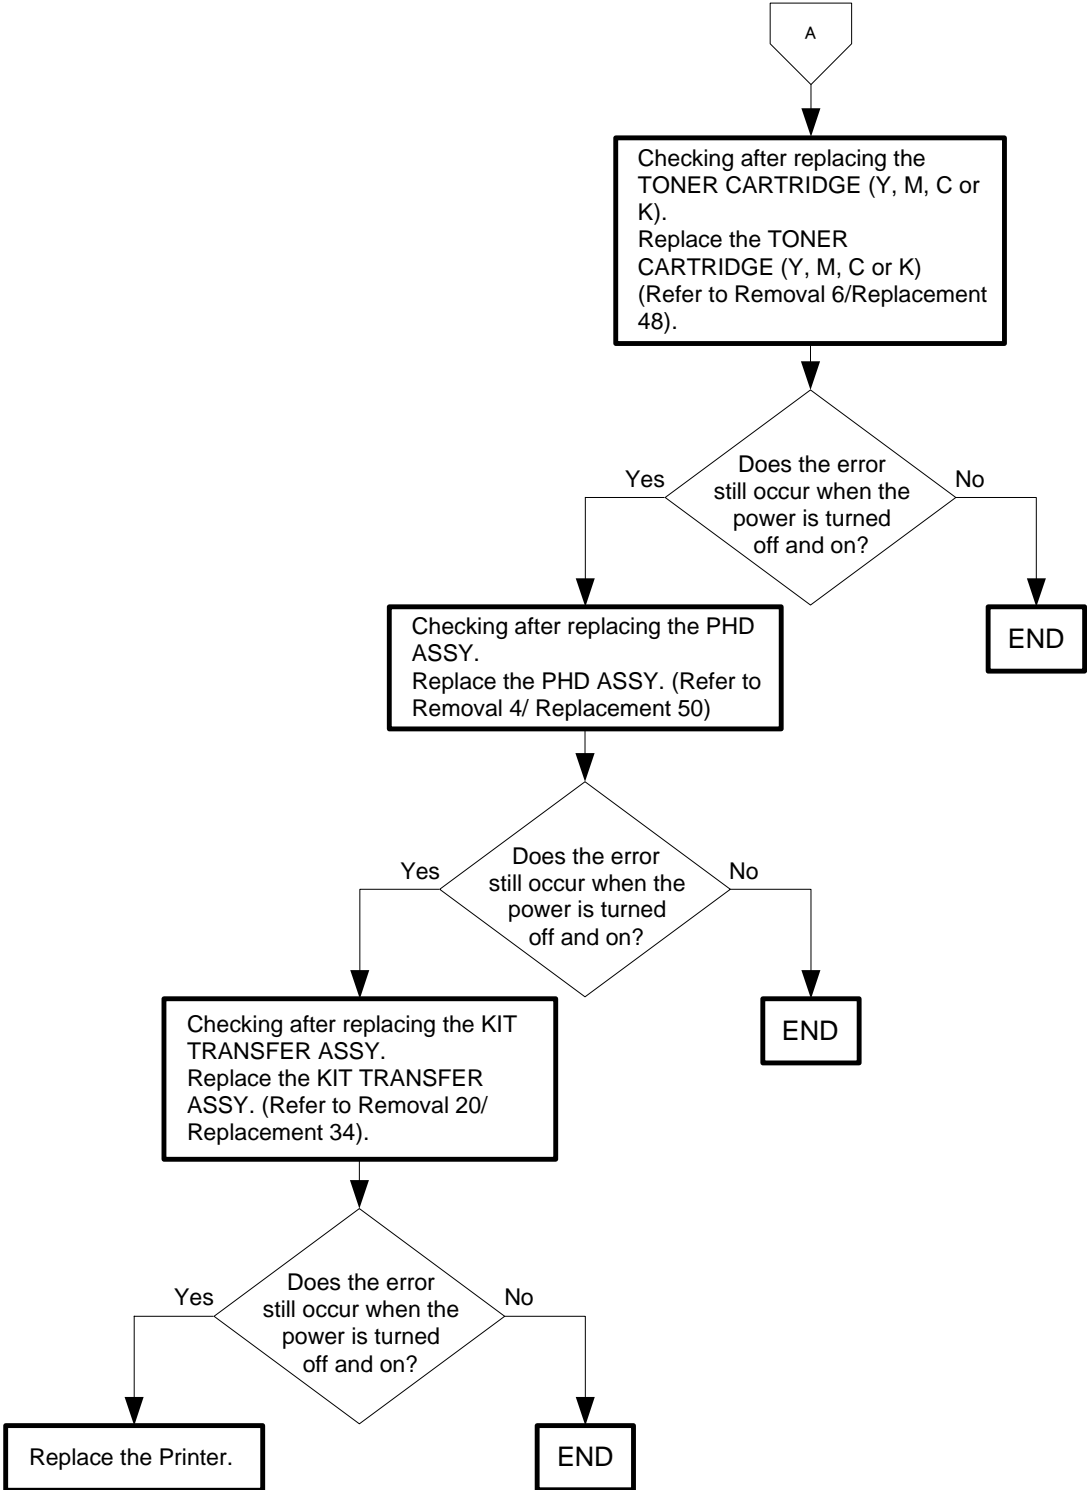 A
Checking after replacing the
TONER CARTRIDGE (Y, M, C or
K).
Replace the TONER
CARTRIDGE (Y, M, C or K)
(Refer to Removal 6/Replacement
48).
Does the error
still occur when the
power is turned
off and on?
Yes
No
END
Checking after replacing the PHD
ASSY.
Replace the PHD ASSY. (Refer to
Removal 4/ Replacement 50)
Does the error
still occur when the
power is turned
off and on?
Yes
No
END
Checking after replacing the KIT
TRANSFER ASSY.
Replace the KIT TRANSFER
ASSY. (Refer to Removal 20/
Replacement 34).
Does the error
still occur when the
power is turned
off and on?
Yes
No
Replace the Printer.
END